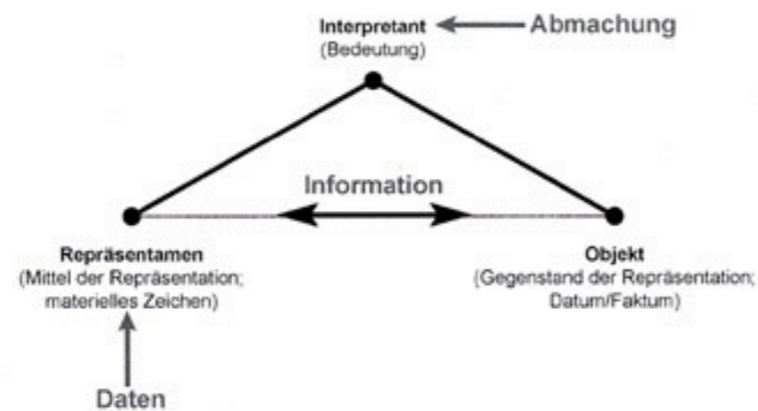 Interpretant
Abmachung
(Bedeutung)
Information
Repräsentamen
(Mittel der Repräsentation;
materielles Zeichen)
Objekt
(Gegenstand der Repräsentation;
Datum/Faktum)
Daten